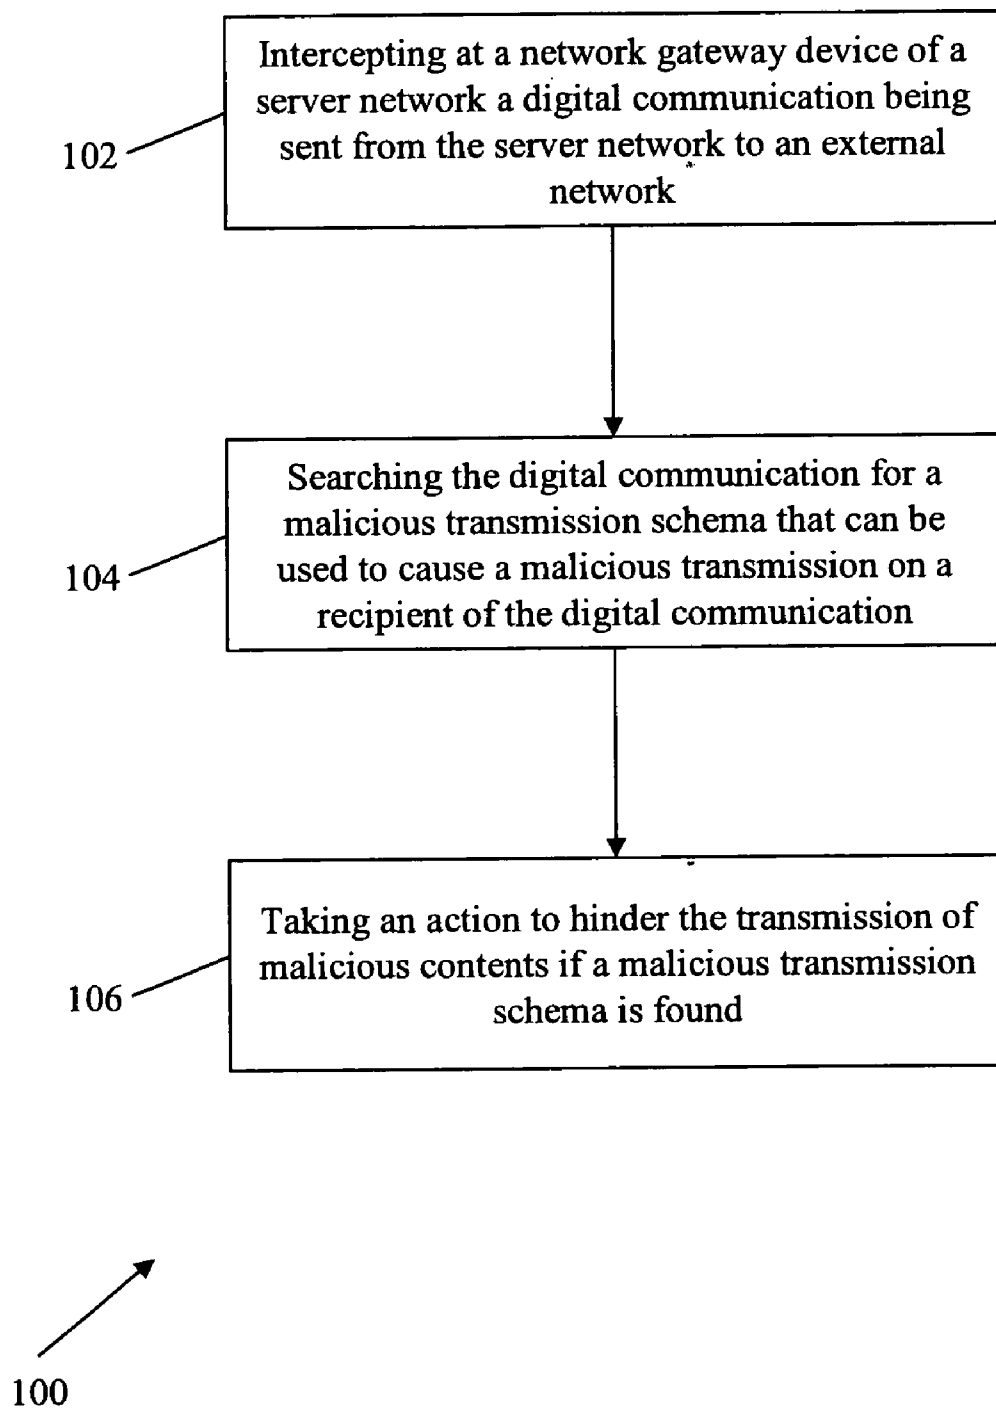 Intercepting at a network gateway device of a
server network a digital communication being
sent from the server network to an external
network
102
Searching the digital communication for a
malicious transmission schema that can be
used to cause a malicious transmission on a
recipient of the digital communication
104
Taking an action to hinder the transmission of
malicious contents if a malicious transmission
schema is found
106
100